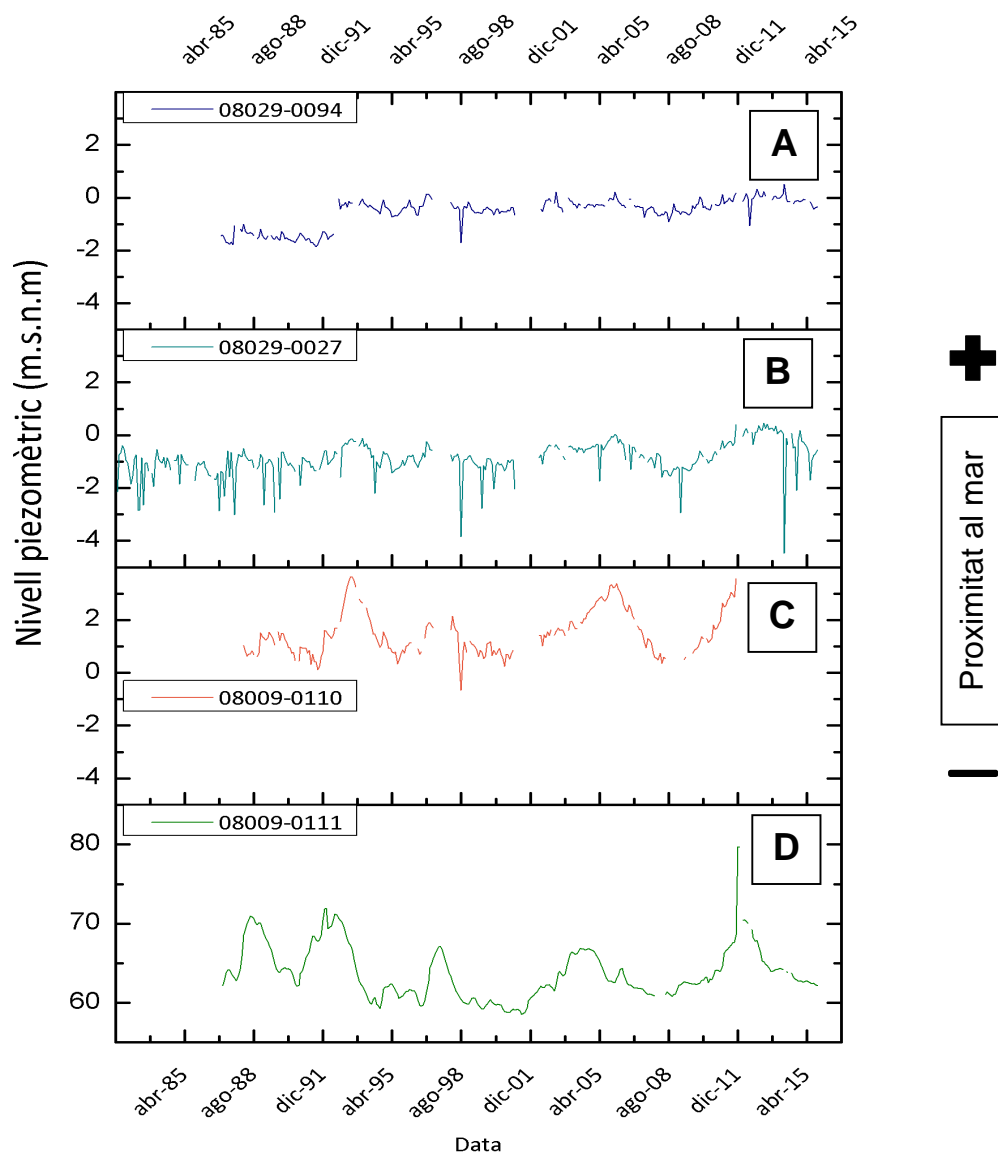 abr-85 ago-88 dic-91 abr-95 ago-98 dic-01 abr-05 ago-08 dic-11 abr-15
Nivell piezomètric (m.s.n.m)
08029-0094
A
2
0
-2
-4
08029-0027
B
2
0
-2
-4
C
2
0
08009-0110
-2
-4
08009-0111
D
80
70
60
abr-85 ago-88 dic-91 abr-95 ago-98 dic-01 abr-05 ago-08 dic-11 abr-15
Data
+
Proximitat al mar
−